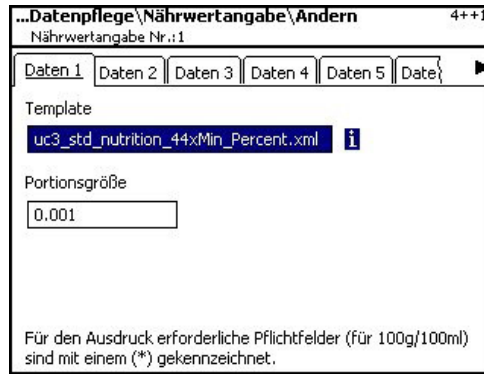 ...Datenpflege\Nährwertangabe\Andern 4++1
Nährwertangabe Nr.:1
Daten 1 Daten 2 Daten 3 Daten 4 Daten 5 Date
Template
uc3_std_nutrition_44xMin_Percent.xml i
Portionsgröße
0.001
Für den Ausdruck erforderliche Pflichtfelder (für 100g/100ml)
sind mit einem (*) gekennzeichnet.